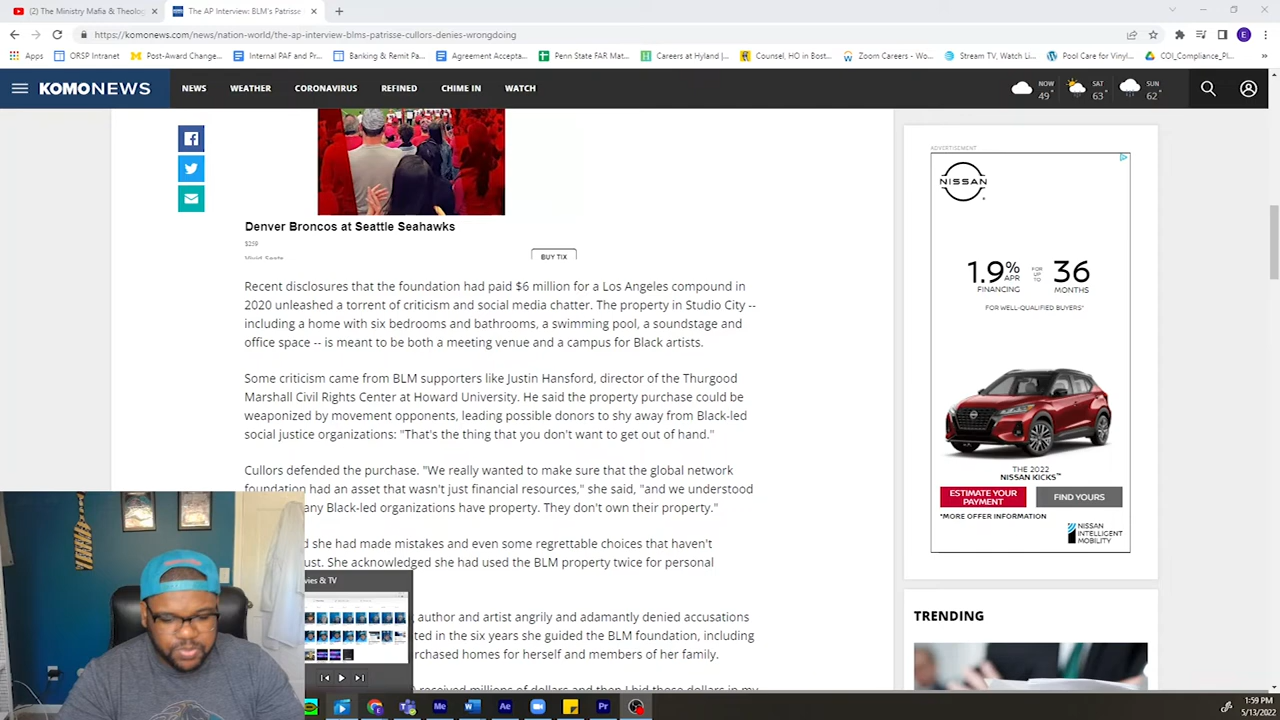 (2) The Ministry Mafia & Theolog
The AP Interview: BLM's Patrisse
https://komonews.com/news/nation-world/the-ap-interview-blms-patrisse-cullors-denies-wrongdoing
E
Apps
ORSP Intranet
Post-Award Change...
Internal PAF and Pr...
Banking & Remit Pa...
Agreement Accepta...
Penn State FAR Mat...
Careers at Hyland |...
Counsel, HO in Bost...
Zoom Careers - Wo...
Stream TV, Watch Li...
Pool Care for Vinyl...
COI_Compliance_Pl...
KOMONEWS
NEWS
WEATHER
CORONAVIRUS
REFINED
CHIME IN
WATCH
NOW
49°
SAT
63°
SUN
62°
Denver Broncos at Seattle Seahawks
$259
Vivid Seats
BUY TIX
Recent disclosures that the foundation had paid $6 million for a Los Angeles compound in
2020 unleashed a torrent of criticism and social media chatter. The property in Studio City --
including a home with six bedrooms and bathrooms, a swimming pool, a soundstage and
office space -- is meant to be both a meeting venue and a campus for Black artists.
Some criticism came from BLM supporters like Justin Hansford, director of the Thurgood
Marshall Civil Rights Center at Howard University. He said the property purchase could be
weaponized by movement opponents, leading possible donors to shy away from Black-led
social justice organizations: "That's the thing that you don't want to get out of hand."
Cullors defended the purchase. "We really wanted to make sure that the global network
foundation had an asset that wasn't just financial resources," she said, "and we understood
any Black-led organizations have property. They don't own their property."
d she had made mistakes and even some regrettable choices that haven't
ust. She acknowledged she had used the BLM property twice for personal
vies & TV
, author and artist angrily and adamantly denied accusations
ted in the six years she guided the BLM foundation, including
rchased homes for herself and members of her family.
received millions of dollars and then I hid those dollars in my
ADVERTISEMENT
NISSAN
1.9% APR FINANCING
FOR UP TO
36 MONTHS
FOR WELL-QUALIFIED BUYERS*
THE 2022
NISSAN KICKS™
ESTIMATE YOUR PAYMENT
FIND YOURS
*MORE OFFER INFORMATION
NISSAN
INTELLIGENT
MOBILITY
TRENDING
Me
Ae
Pr
1:59 PM
5/13/2022